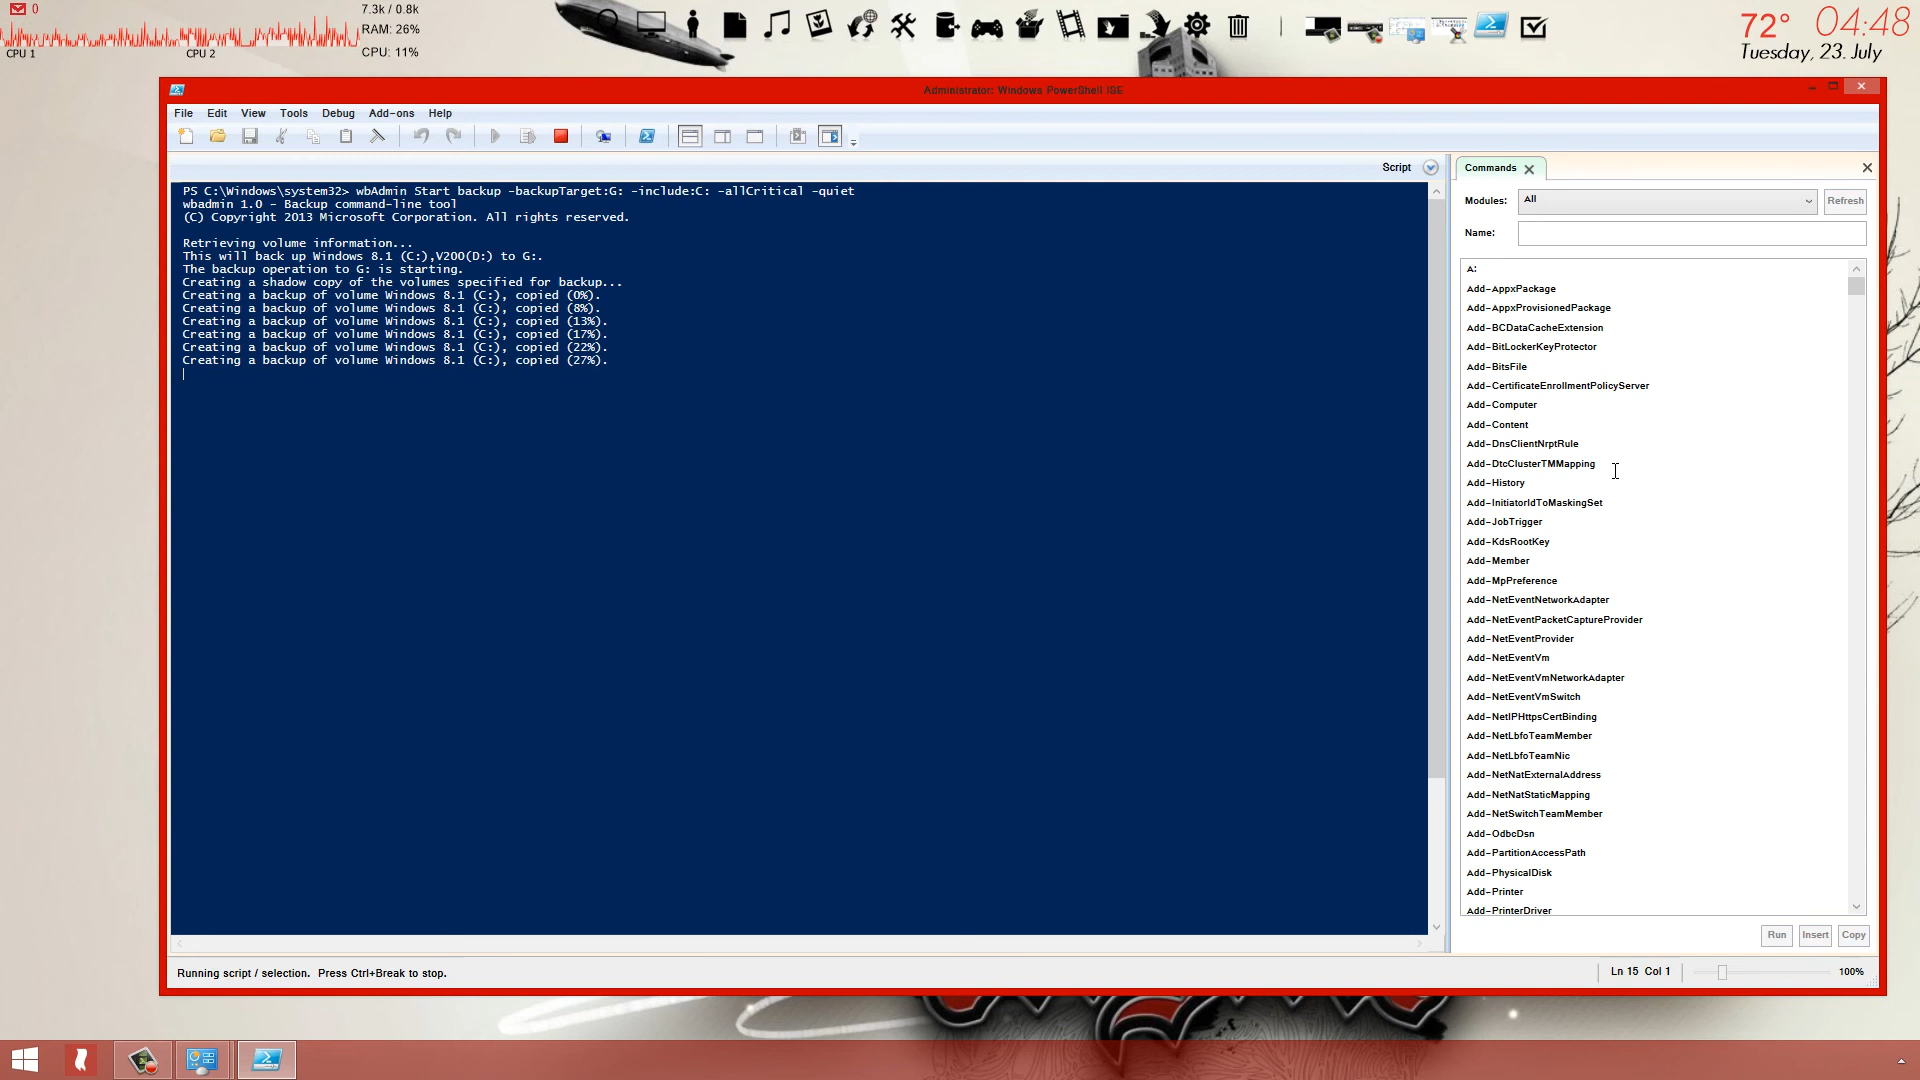 0
7.3k / 0.8k
RAM: 26%
CPU: 11%
CPU 1
CPU 2
72° 04:48
Tuesday, 23. July
Administrator: Windows PowerShell ISE
File Edit View Tools Debug Add-ons Help
Script
PS C:\Windows\system32> wbAdmin Start backup -backupTarget:G: -include:C: -allCritical -quiet
wbadmin 1.0 - Backup command-line tool
(C) Copyright 2013 Microsoft Corporation. All rights reserved.
Retrieving volume information...
This will back up Windows 8.1 (C:),V200(D:) to G:.
The backup operation to G: is starting.
Creating a shadow copy of the volumes specified for backup...
Creating a backup of volume Windows 8.1 (C:), copied (0%).
Creating a backup of volume Windows 8.1 (C:), copied (8%).
Creating a backup of volume Windows 8.1 (C:), copied (13%).
Creating a backup of volume Windows 8.1 (C:), copied (17%).
Creating a backup of volume Windows 8.1 (C:), copied (22%).
Creating a backup of volume Windows 8.1 (C:), copied (27%).
Commands
Modules: All Refresh
Name:
A:
Add-AppxPackage
Add-AppxProvisionedPackage
Add-BCDataCacheExtension
Add-BitLockerKeyProtector
Add-BitsFile
Add-CertificateEnrollmentPolicyServer
Add-Computer
Add-Content
Add-DnsClientNrptRule
Add-DtcClusterTMMapping
Add-History
Add-InitiatorIdToMaskingSet
Add-JobTrigger
Add-KdsRootKey
Add-Member
Add-MpPreference
Add-NetEventNetworkAdapter
Add-NetEventPacketCaptureProvider
Add-NetEventProvider
Add-NetEventVm
Add-NetEventVmNetworkAdapter
Add-NetEventVmSwitch
Add-NetIPHttpsCertBinding
Add-NetLbfoTeamMember
Add-NetLbfoTeamNic
Add-NetNatExternalAddress
Add-NetNatStaticMapping
Add-NetSwitchTeamMember
Add-OdbcDsn
Add-PartitionAccessPath
Add-PhysicalDisk
Add-Printer
Add-PrinterDriver
Run Insert Copy
Running script / selection. Press Ctrl+Break to stop.
Ln 15 Col 1
100%